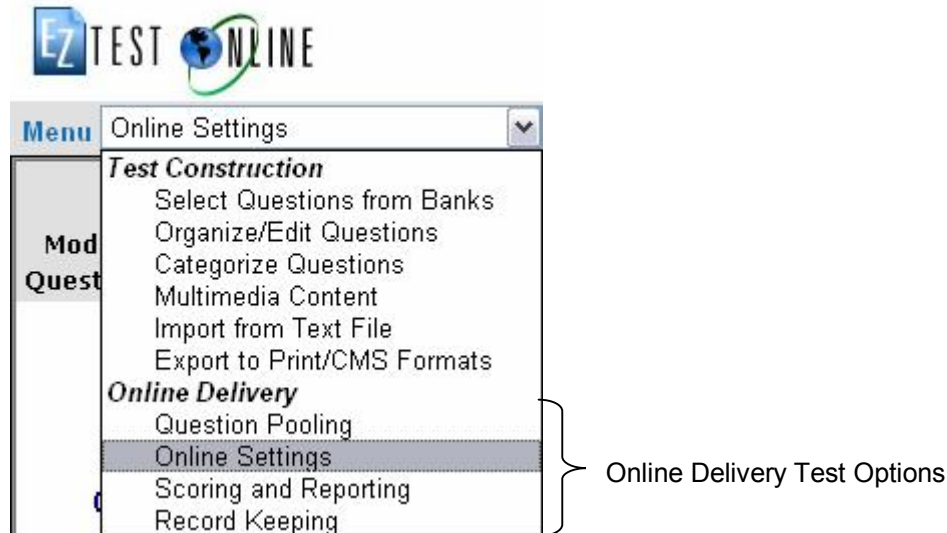 EZ TEST ONLINE
Menu Online Settings
Test Construction
Select Questions from Banks
Organize/Edit Questions
Mod
Categorize Questions
Quest
Multimedia Content
Import from Text File
Export to Print/CMS Formats
Online Delivery
Question Pooling
Online Settings
Scoring and Reporting
Record Keeping
Online Delivery Test Options